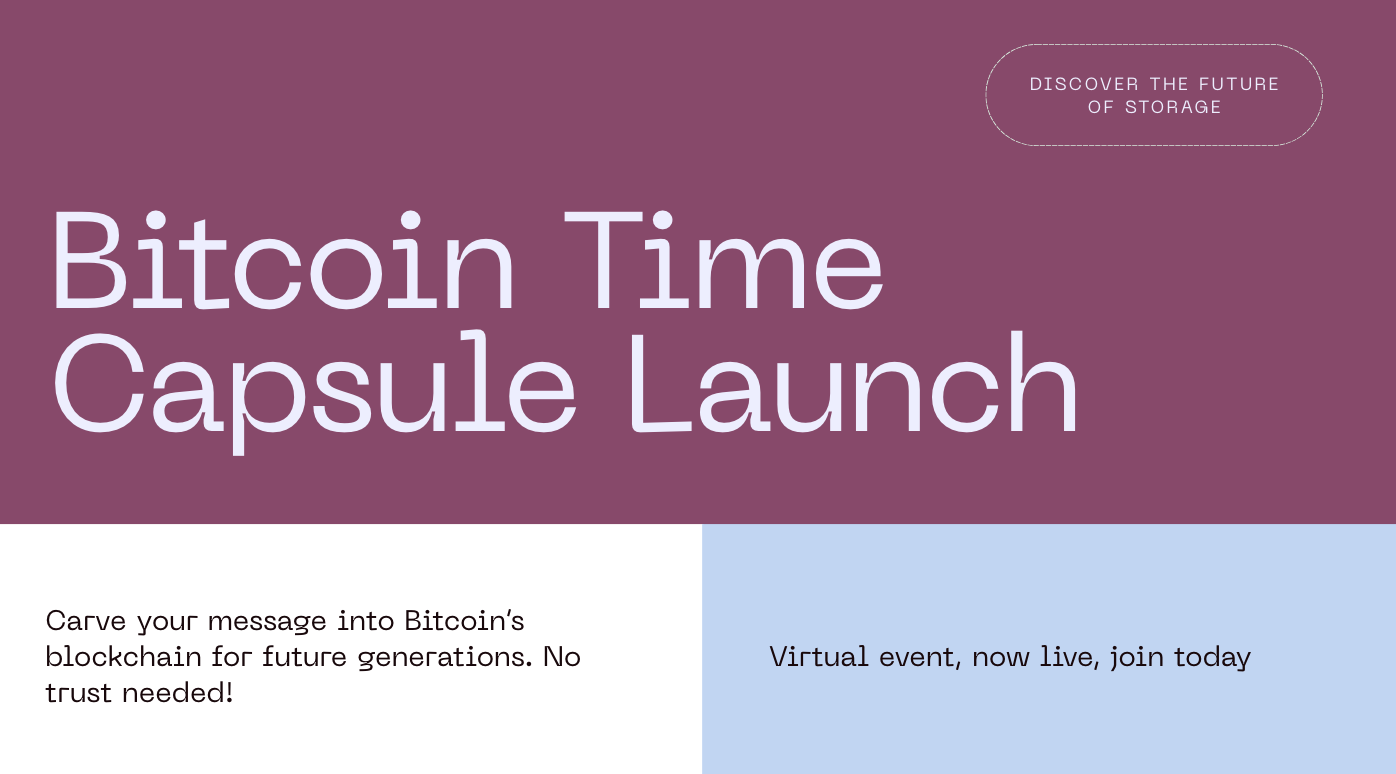 DISCOVER THE FUTURE
OF STORAGE
Bitcoin Time
Capsule Launch
Carve your message into Bitcoin's
blockchain for future generations. No
trust needed!
Virtual event, now live, join today